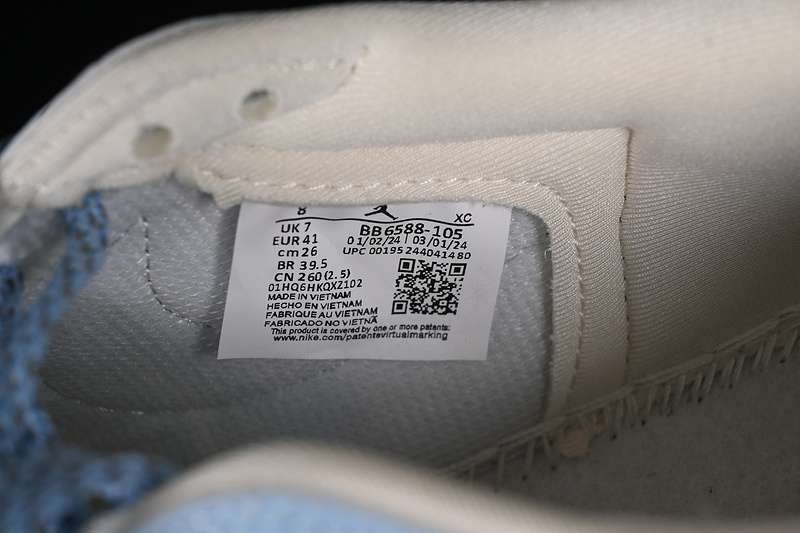 8
XC
UK 7
BB6588-105
EUR 41
01/02/24 | 03/01/24
cm 26
UPC 00195244041480
BR 39.5
CN 260 (2.5)
01HQ6HKQXZ102
MADE IN VIETNAM
HECHO EN VIETNAM
FABRIQUE AU VIETNAM
FABRICADO NO VIETNÃ
This product is covered by one or more patents:
www.nike.com/patentsvirtualmarking